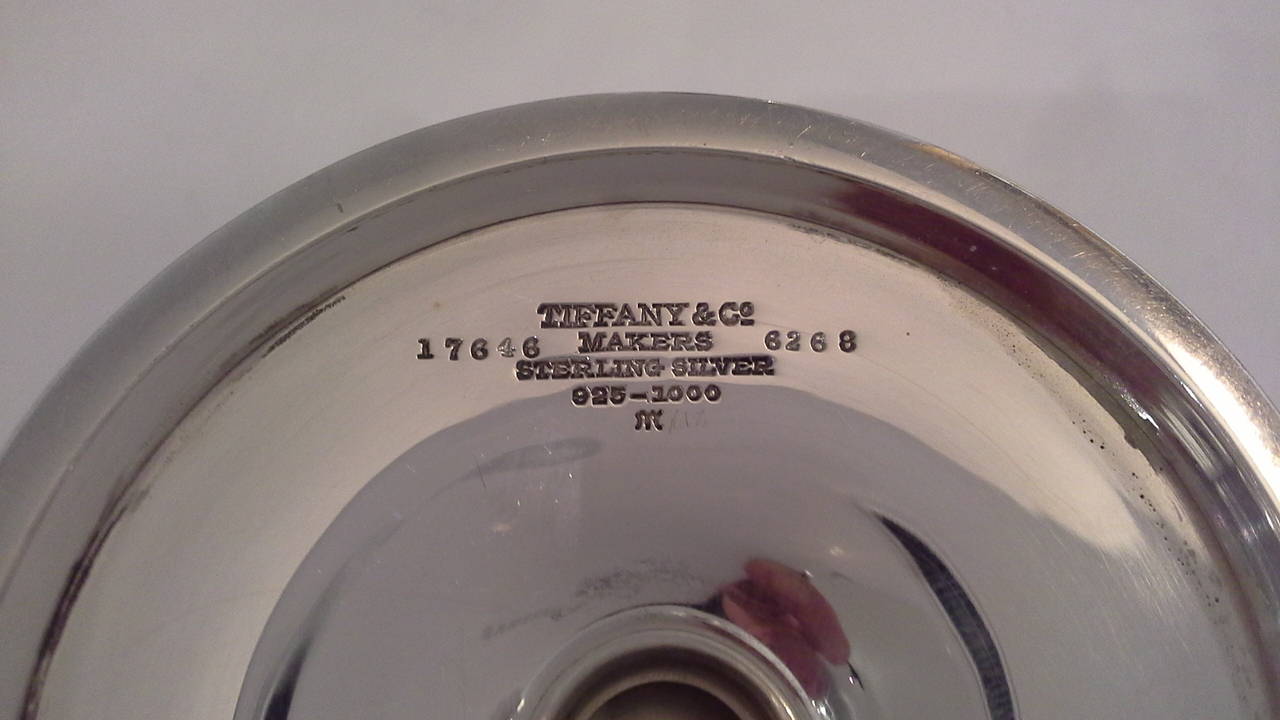 TIFFANY & Cº
17646 MAKERS 6268
STERLING SILVER
925-1000
M